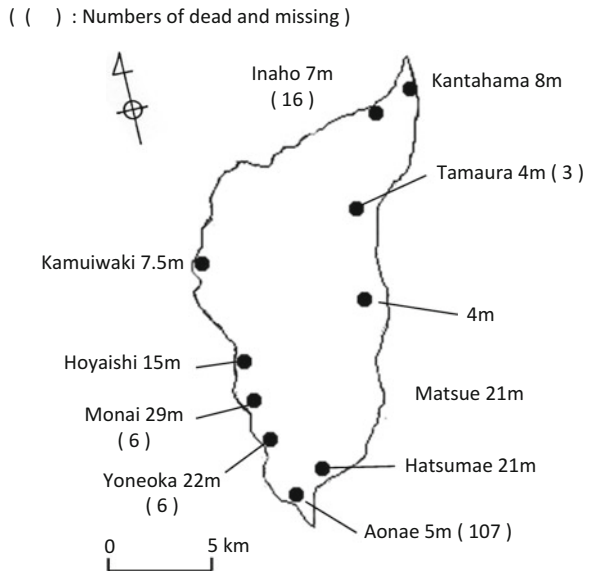 ( (    ) : Numbers of dead and missing )
Inaho 7m
( 16 )
Kantahama 8m
Tamaura 4m ( 3 )
Kamuiwaki 7.5m
4m
Hoyaishi 15m
Matsue 21m
Monai 29m
( 6 )
Yoneoka 22m
( 6 )
Hatsumae 21m
Aonae 5m ( 107 )
0 5 km